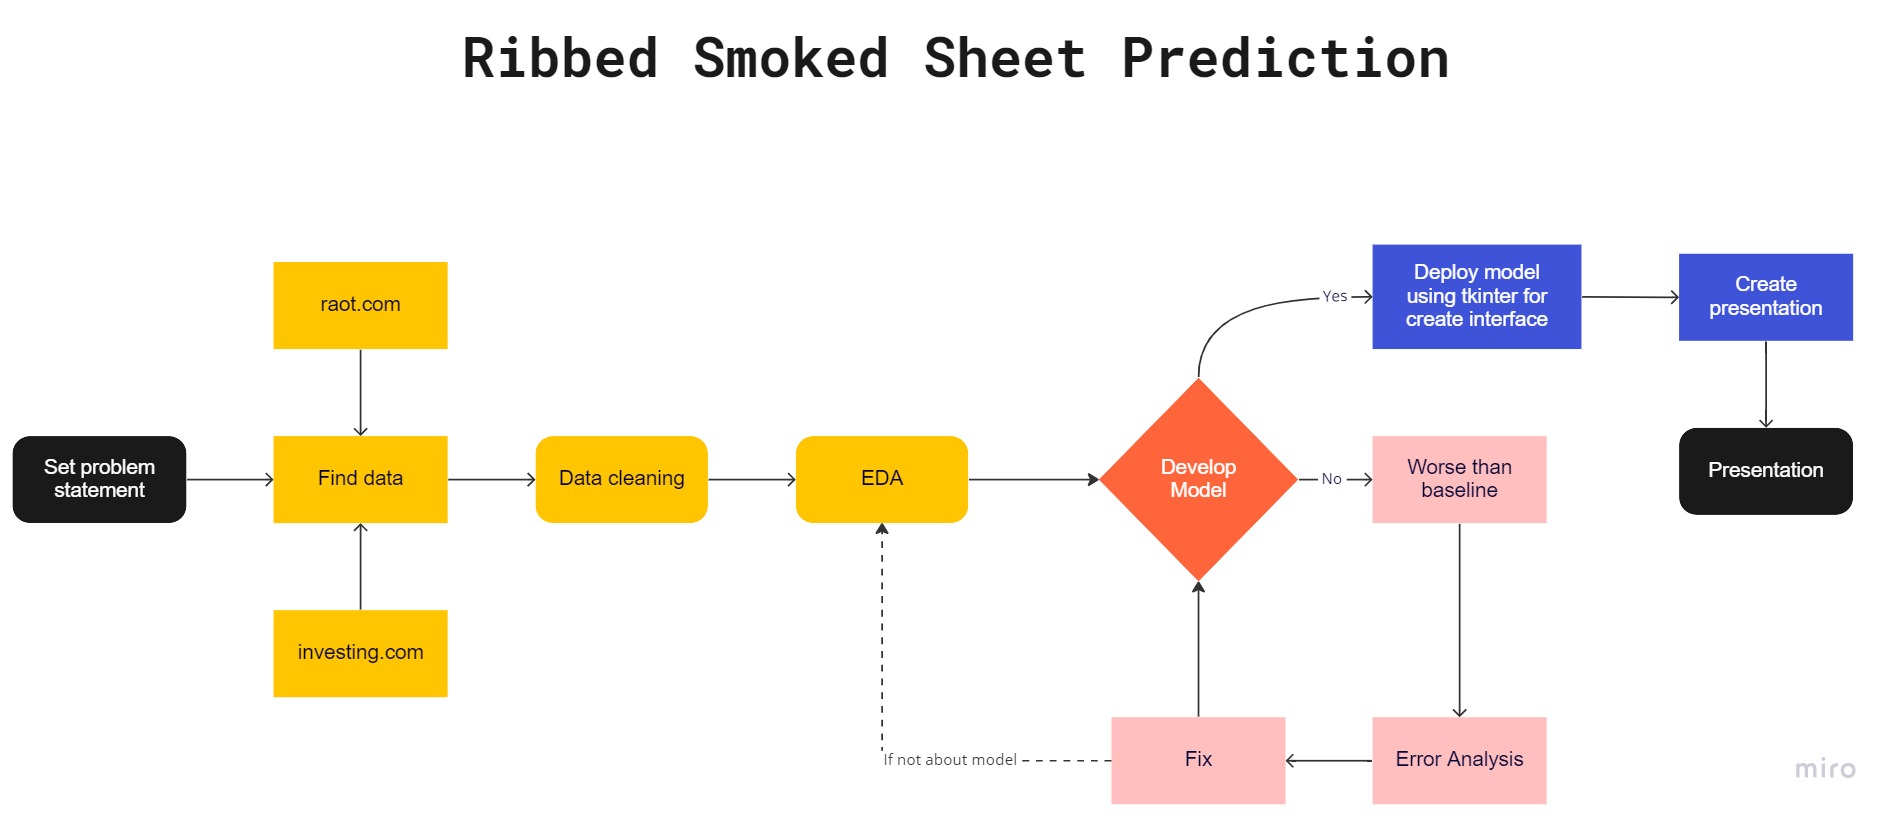 Ribbed Smoked Sheet Prediction
raot.com
Set problem
statement
Find data
investing.com
Data cleaning
EDA
Develop
Model
Yes
Deploy model
using tkinter for
create interface
Create
presentation
Presentation
No
Worse than
baseline
Error Analysis
Fix
If not about model
miro